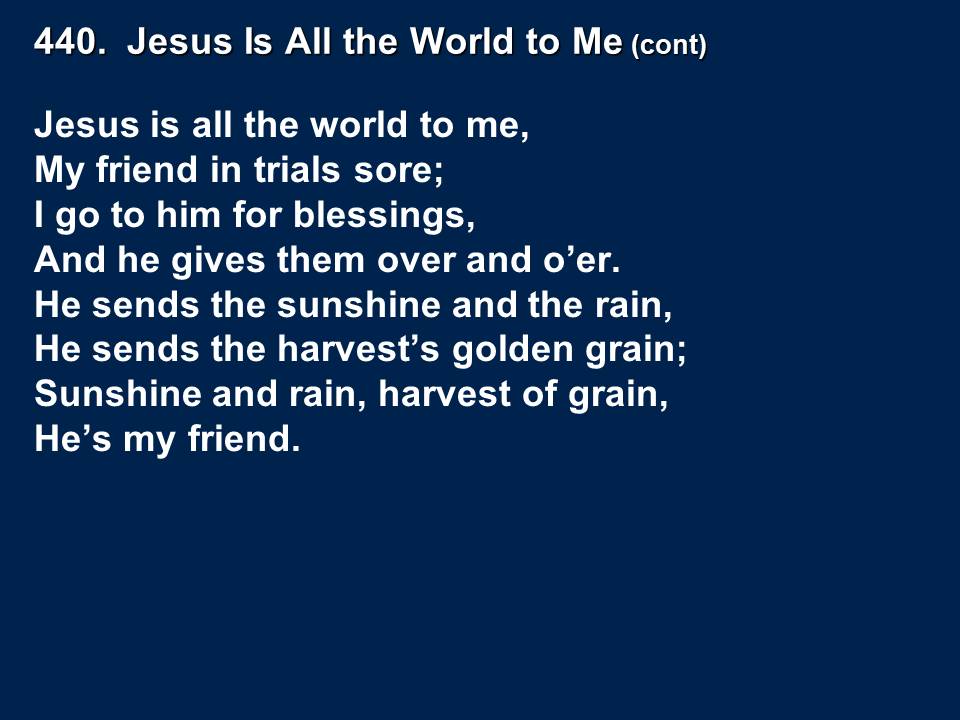 440.  Jesus Is All the World to Me (cont)
Jesus is all the world to me,
My friend in trials sore;
I go to him for blessings,
And he gives them over and o’er.
He sends the sunshine and the rain,
He sends the harvest’s golden grain;
Sunshine and rain, harvest of grain,
He’s my friend.